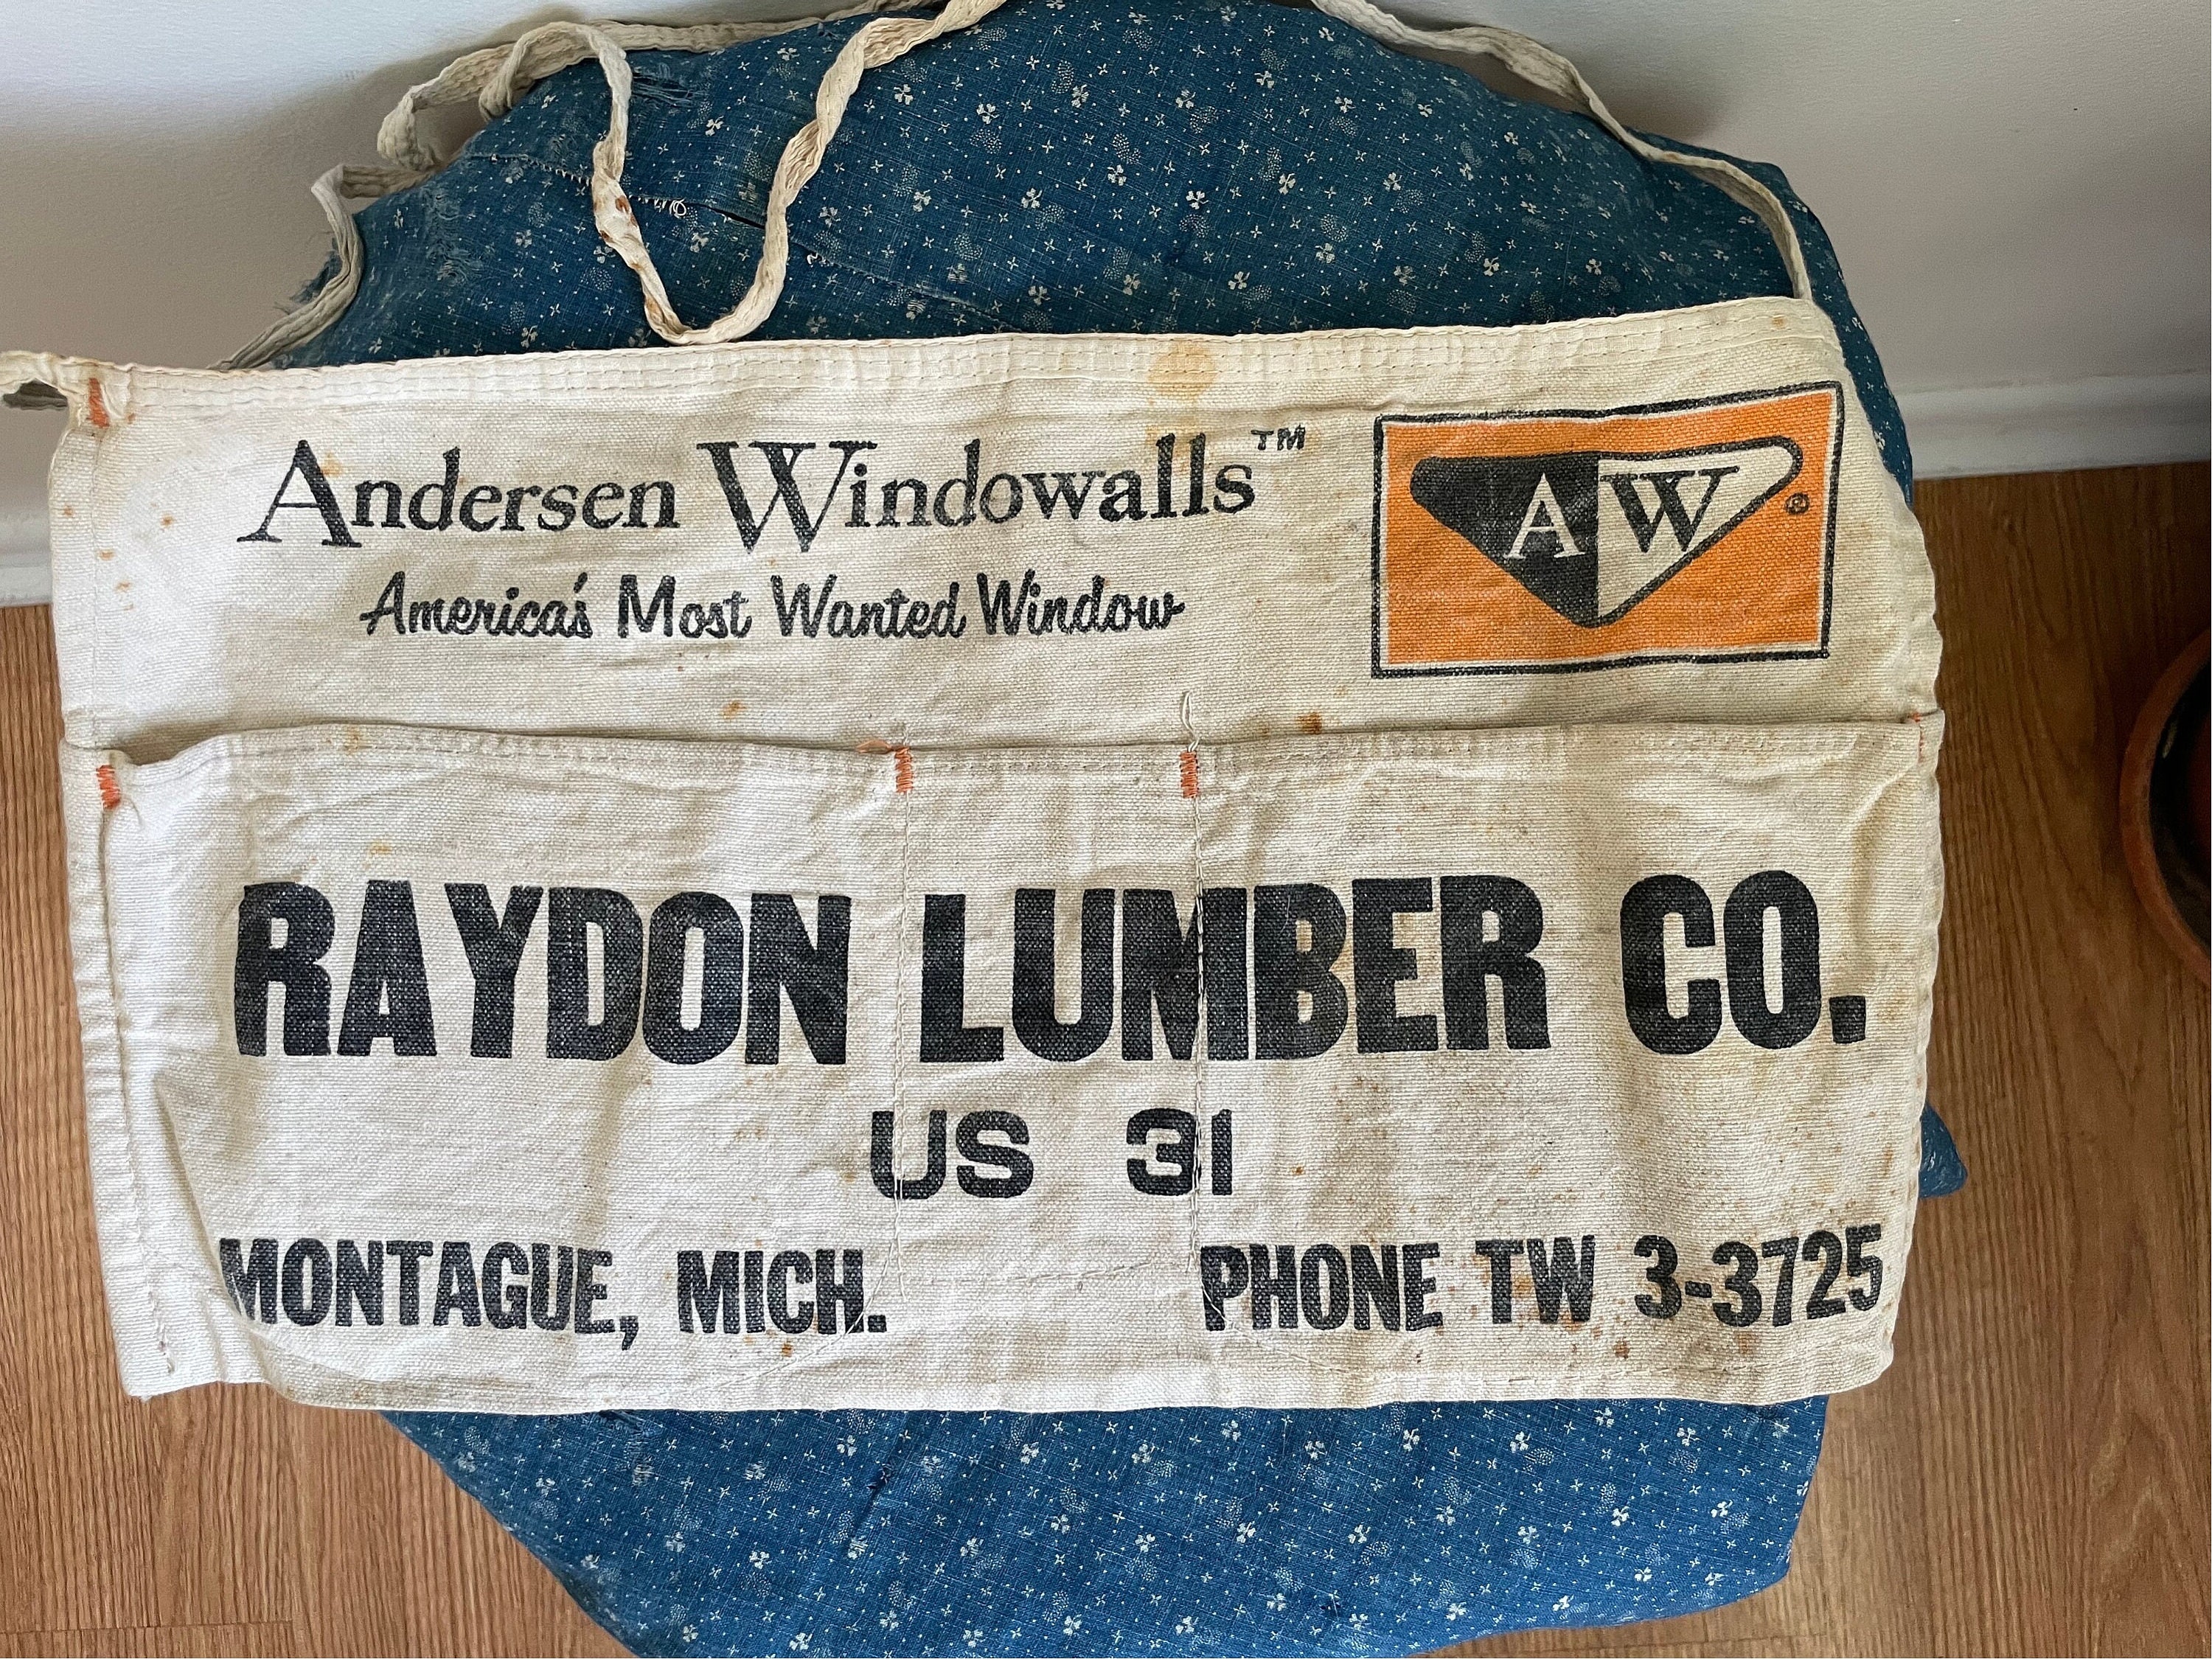 Andersen Windowalls™
America's Most Wanted Window
AW®
RAYDON LUMBER CO.
US 31
MONTAGUE, MICH. PHONE TW 3-3725